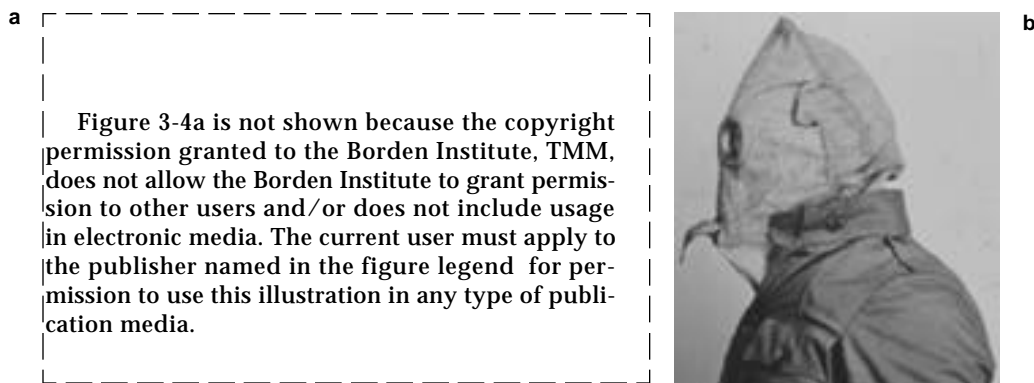 a
b
Figure 3-4a is not shown because the copyright
permission granted to the Borden Institute, TMM,
does not allow the Borden Institute to grant permis-
sion to other users and/or does not include usage
in electronic media. The current user must apply to
the publisher named in the figure legend  for per-
mission to use this illustration in any type of publi-
cation media.